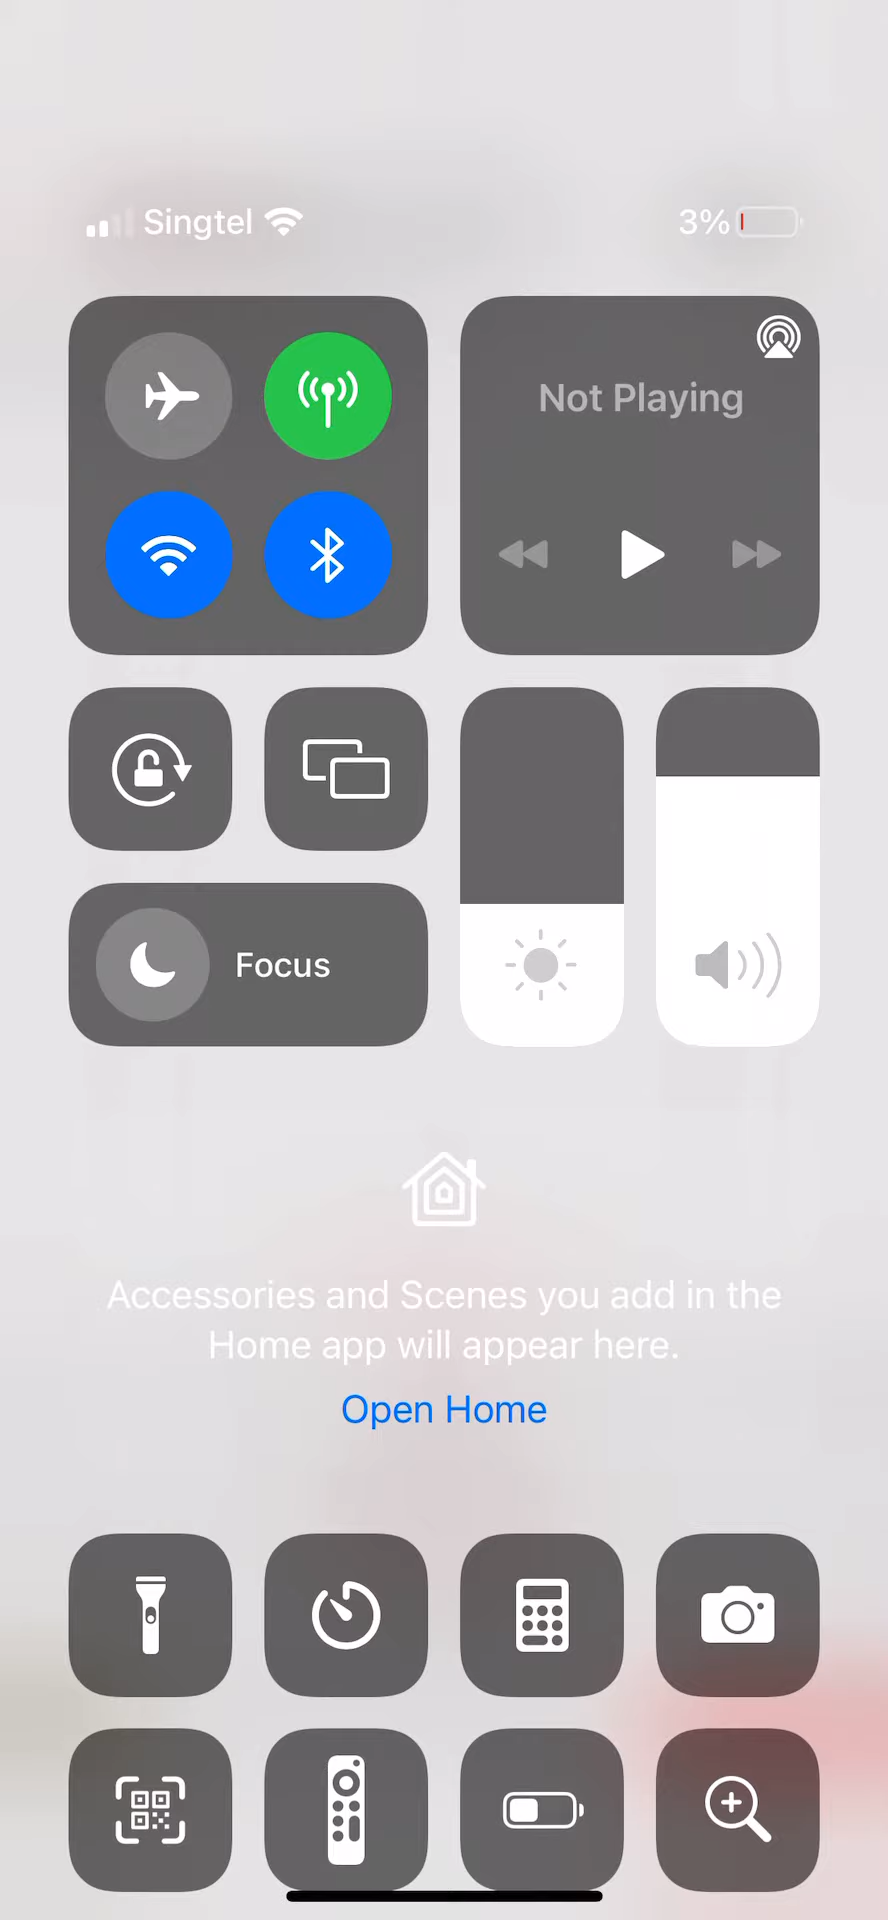 Singtel
3%
Not Playing
Focus
Accessories and Scenes you add in the
Home app will appear here.
Open Home